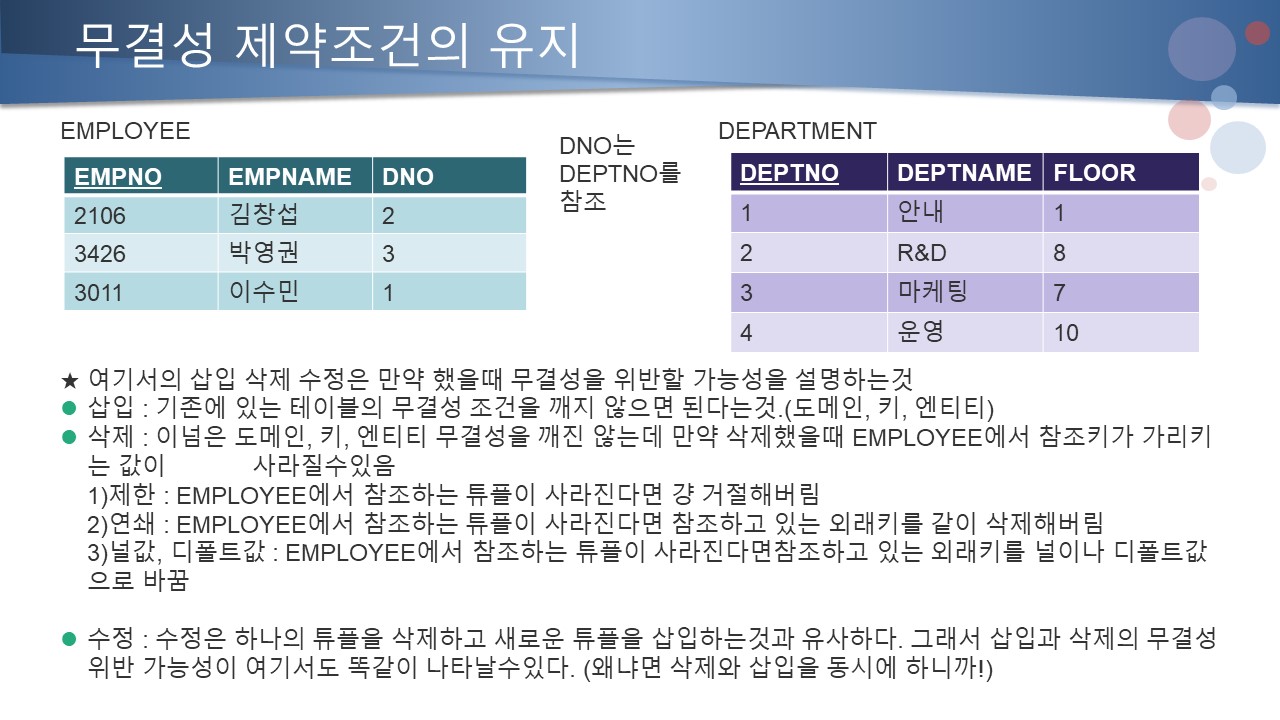 무결성 제약조건의 유지
EMPLOYEE
EMPNO EMPNAME DNO
2106 김창섭 2
3426 박영권 3
3011 이수민 1
DNO는
DEPTNO를
참조
DEPARTMENT
DEPTNO DEPTNAME FLOOR
1 안내 1
2 R&D 8
3 마케팅 7
4 운영 10
★ 여기서의 삽입 삭제 수정은 만약 했을때 무결성을 위반할 가능성을 설명하는것
● 삽입 : 기존에 있는 테이블의 무결성 조건을 깨지 않으면 된다는것.(도메인, 키, 엔티티)
● 삭제 : 이넘은 도메인, 키, 엔티티 무결성을 깨진 않는데 만약 삭제했을때 EMPLOYEE에서 참조키가 가리키
는 값이 사라질수있음
1)제한 : EMPLOYEE에서 참조하는 튜플이 사라진다면 걍 거절해버림
2)연쇄 : EMPLOYEE에서 참조하는 튜플이 사라진다면 참조하고 있는 외래키를 같이 삭제해버림
3)널값, 디폴트값 : EMPLOYEE에서 참조하는 튜플이 사라진다면참조하고 있는 외래키를 널이나 디폴트값
으로 바꿈
● 수정 : 수정은 하나의 튜플을 삭제하고 새로운 튜플을 삽입하는것과 유사하다. 그래서 삽입과 삭제의 무결성
위반 가능성이 여기서도 똑같이 나타날수있다. (왜냐면 삭제와 삽입을 동시에 하니까!)